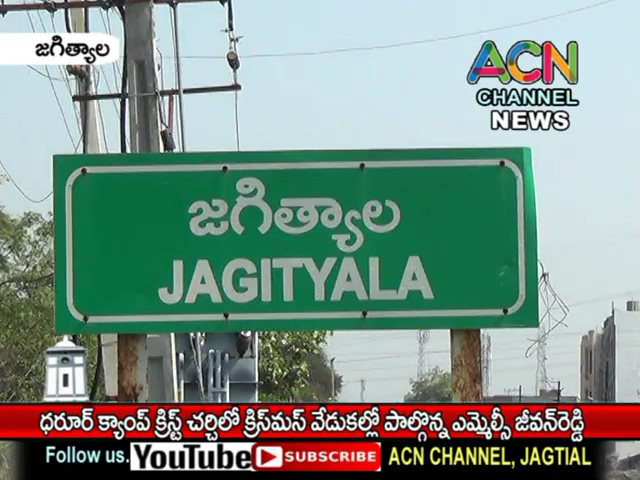 జగిత్యాల
ACN
CHANNEL
NEWS
జగిత్యాల
JAGITYALA
ధరూర్ క్యాంప్ క్రీస్ట్ చర్చిలో క్రిస్‌మస్ వేడుకల్లో పాల్గొన్న ఎమ్మెల్సీ జీవన్‌రెడ్డి
Follow us. YouTube SUBSCRIBE ACN CHANNEL, JAGTIAL